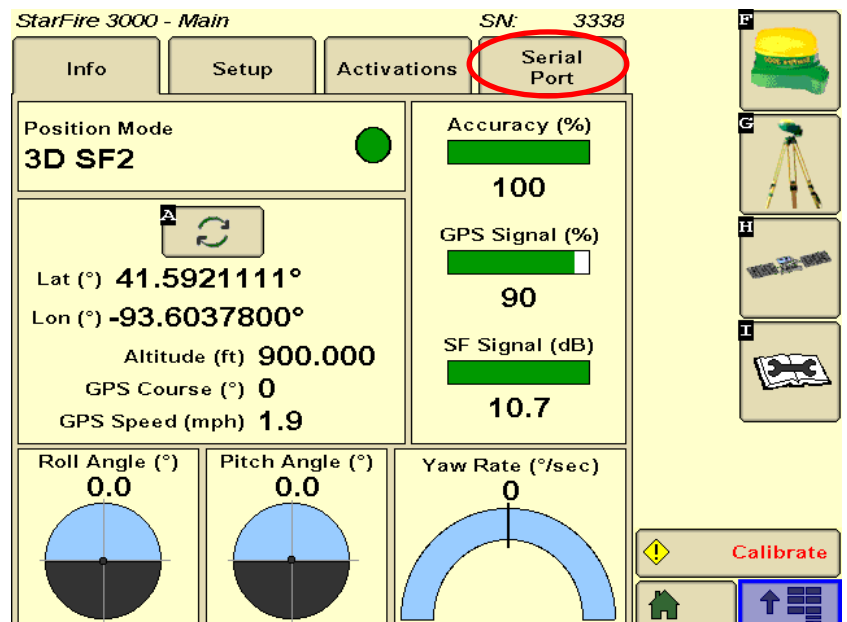 StarFire 3000 - Main SN: 3338
Info
Setup
Activations
Serial
Port
Position Mode
3D SF2
A
Lat (°) 41.5921111°
Lon (°) -93.6037800°
Altitude (ft) 900.000
GPS Course (°) 0
GPS Speed (mph) 1.9
Accuracy (%)
100
GPS Signal (%)
90
SF Signal (dB)
10.7
Roll Angle (°)
0.0
Pitch Angle (°)
0.0
Yaw Rate (°/sec)
0
F
G
H
I
Calibrate